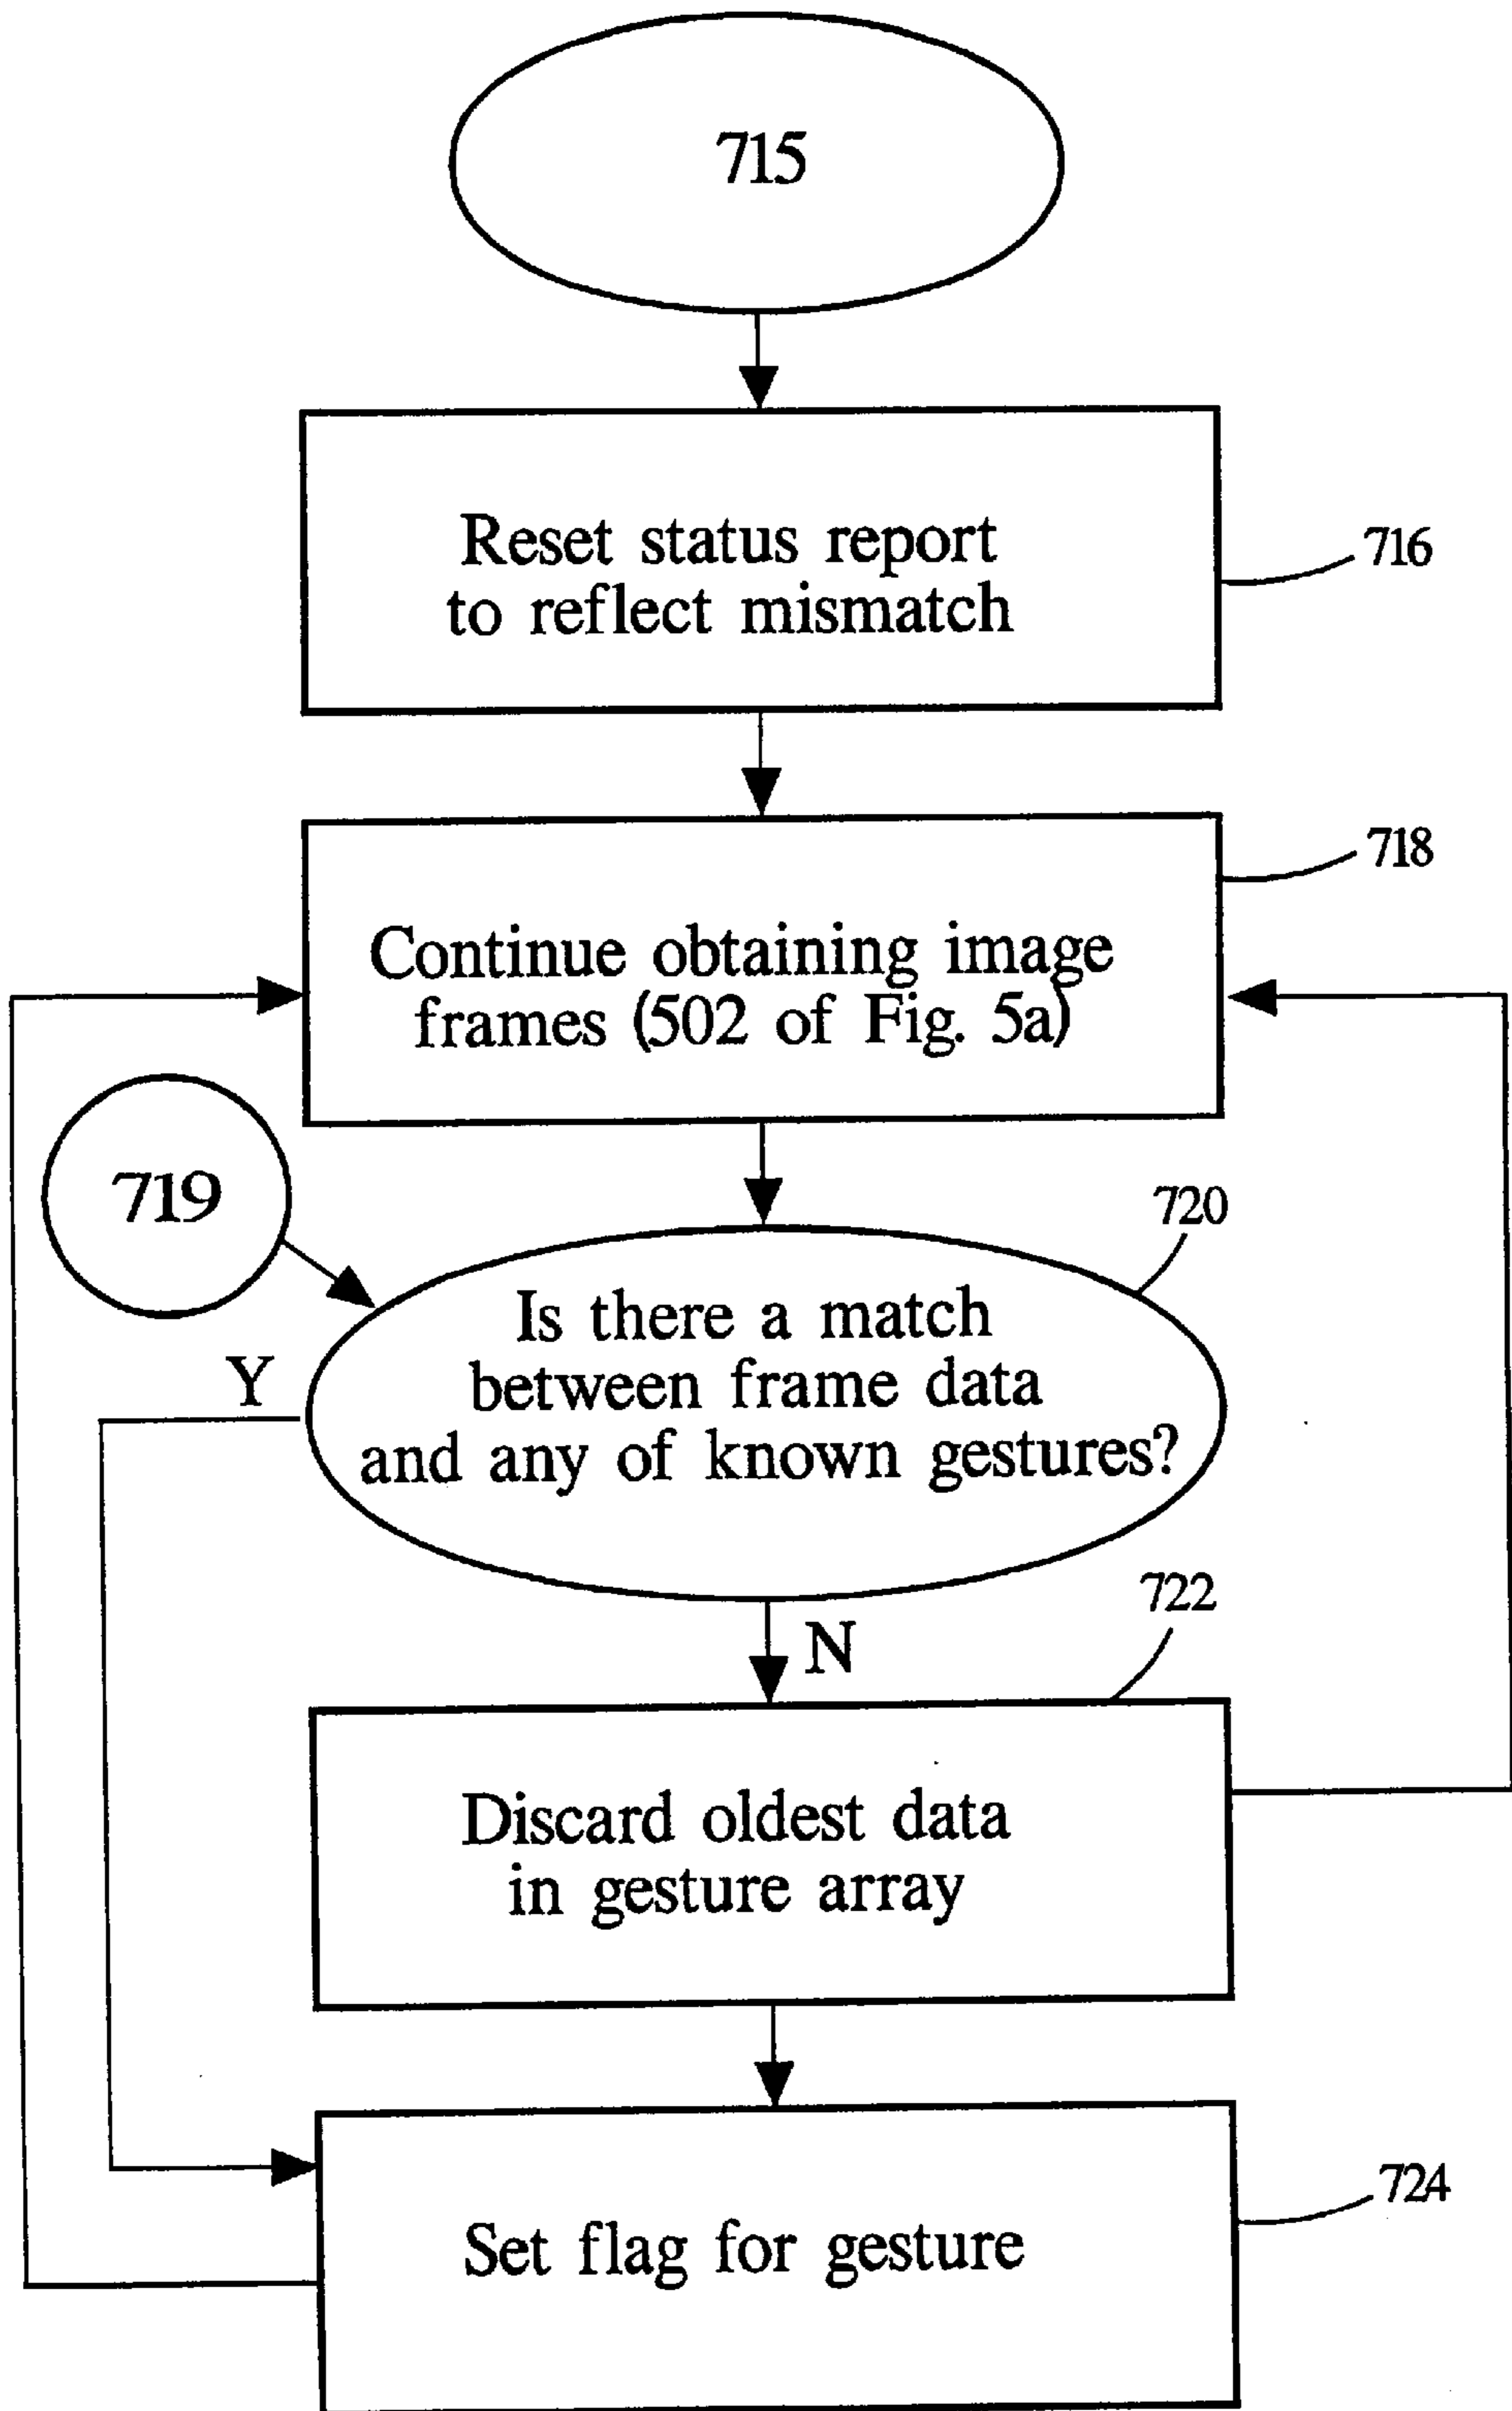 715
Reset status report
to reflect mismatch
716
718
Continue obtaining image
frames (502 of Fig. 5a)
719
720
Is there a match
between frame data
and any of known gestures?
Y
N
722
Discard oldest data
in gesture array
724
Set flag for gesture